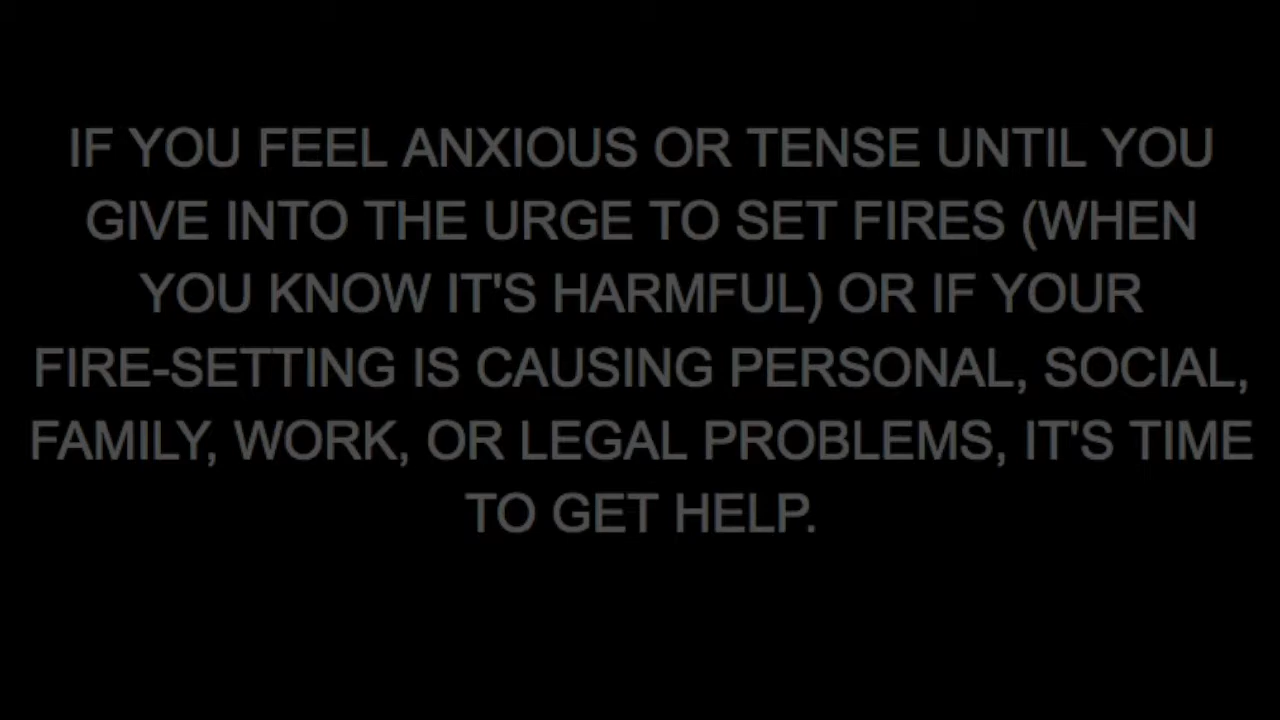 IF YOU FEEL ANXIOUS OR TENSE UNTIL YOU
GIVE INTO THE URGE TO SET FIRES (WHEN
YOU KNOW IT'S HARMFUL) OR IF YOUR
FIRE-SETTING IS CAUSING PERSONAL, SOCIAL,
FAMILY, WORK, OR LEGAL PROBLEMS, IT'S TIME
TO GET HELP.